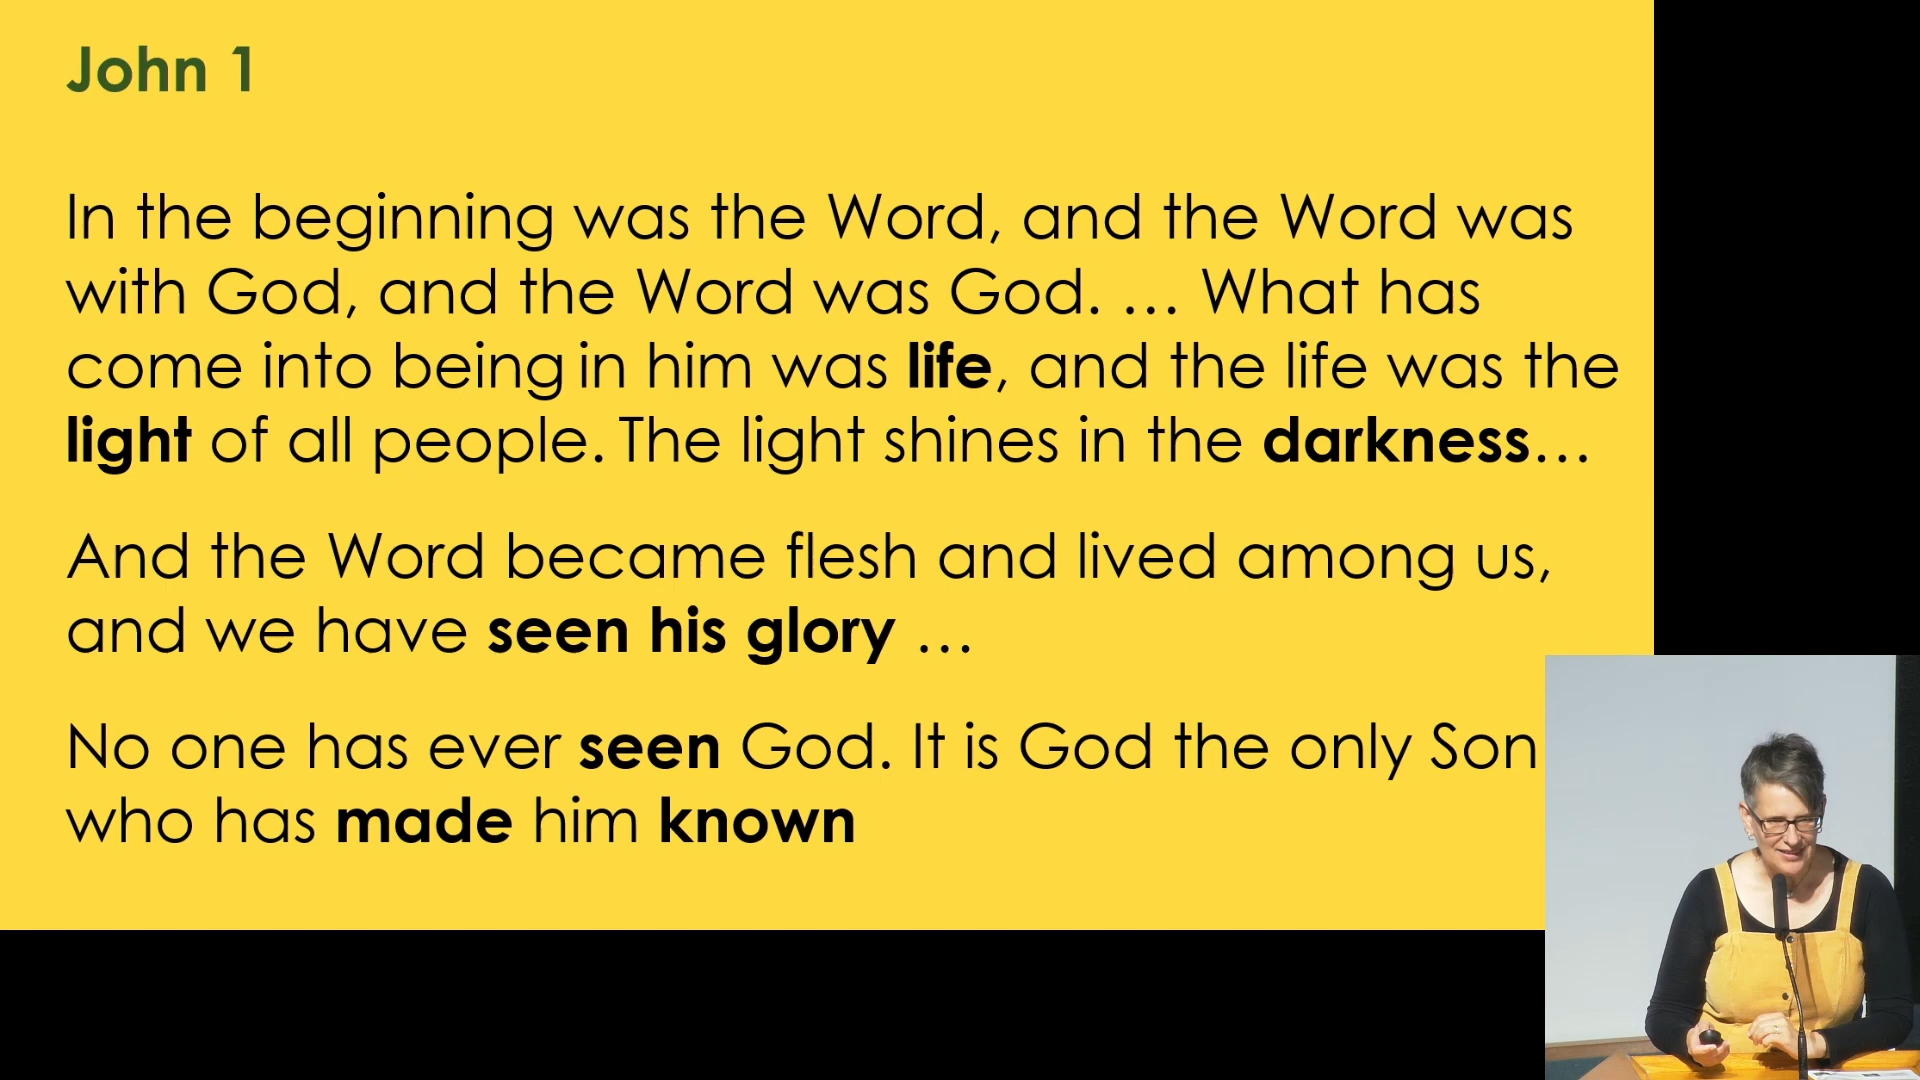 John 1
In the beginning was the Word, and the Word was
with God, and the Word was God. … What has
come into being in him was life, and the life was the
light of all people. The light shines in the darkness…
And the Word became flesh and lived among us,
and we have seen his glory …
No one has ever seen God. It is God the only Son
who has made him known